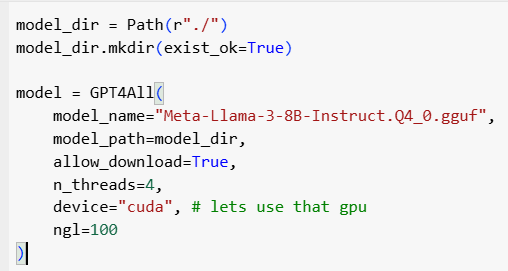 model_dir = Path(r"./")
model_dir.mkdir(exist_ok=True)

model = GPT4All(
    model_name="Meta-Llama-3-8B-Instruct.Q4_0.gguf",
    model_path=model_dir,
    allow_download=True,
    n_threads=4,
    device="cuda", # lets use that gpu
    ngl=100
)